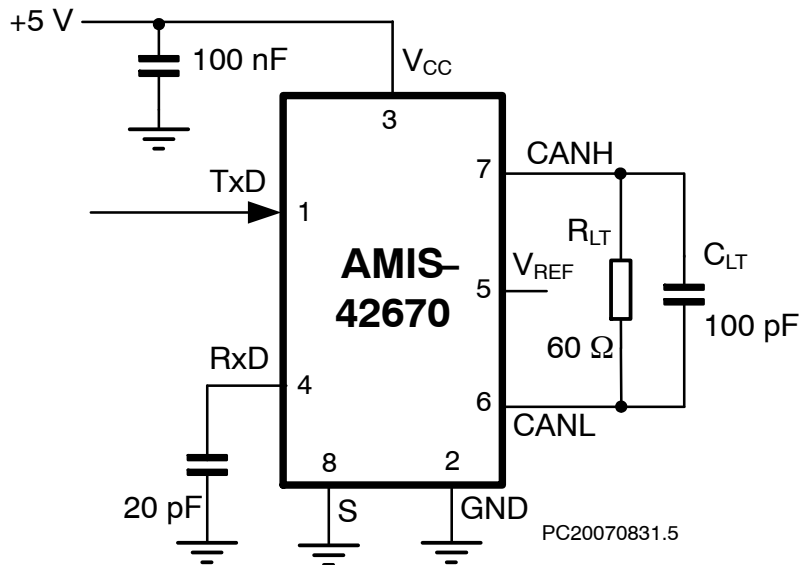 +5 V
100 nF
VCC
3
CANH
7
TxD
1
RLT
CLT
AMIS-
42670
VREF
5
100 pF
60 Ω
RxD
4
6
CANL
8
2
20 pF
S
GND
PC20070831.5